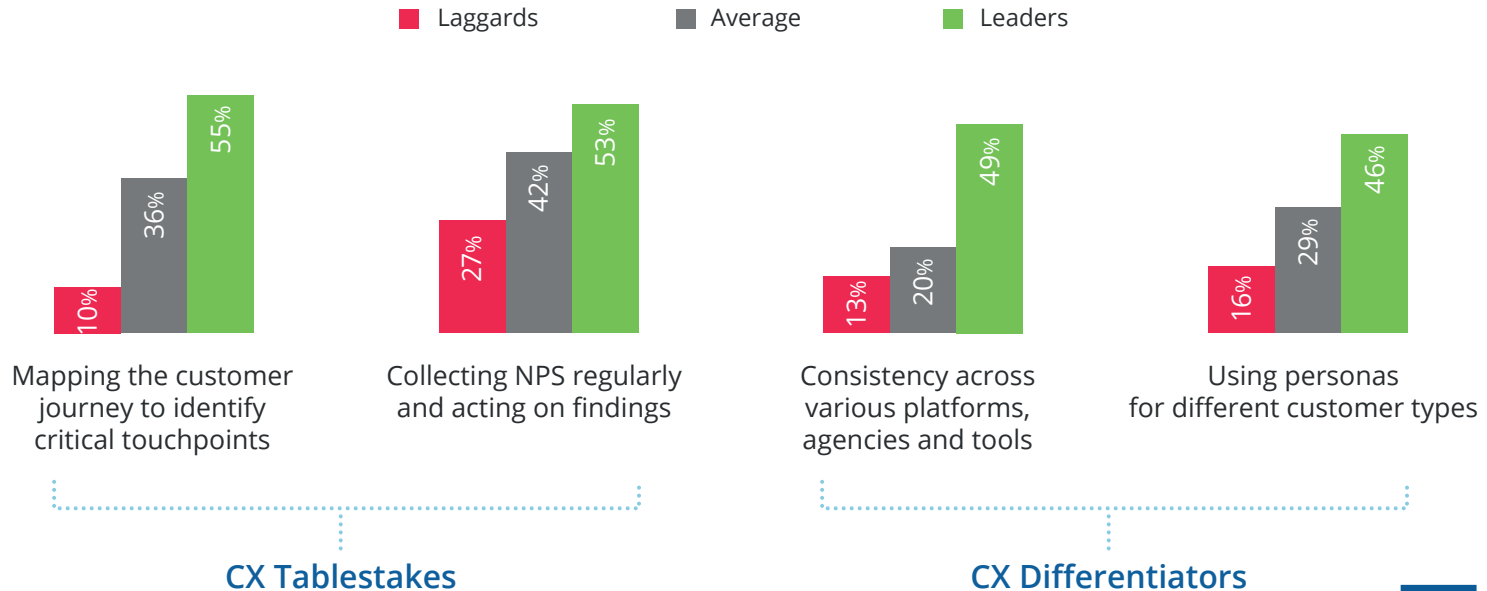 Laggards
Average
Leaders
10%
36%
55%
27%
42%
53%
13%
20%
49%
16%
29%
46%
Mapping the customer
journey to identify
critical touchpoints
Collecting NPS regularly
and acting on findings
Consistency across
various platforms,
agencies and tools
Using personas
for different customer types
CX Tablestakes
CX Differentiators